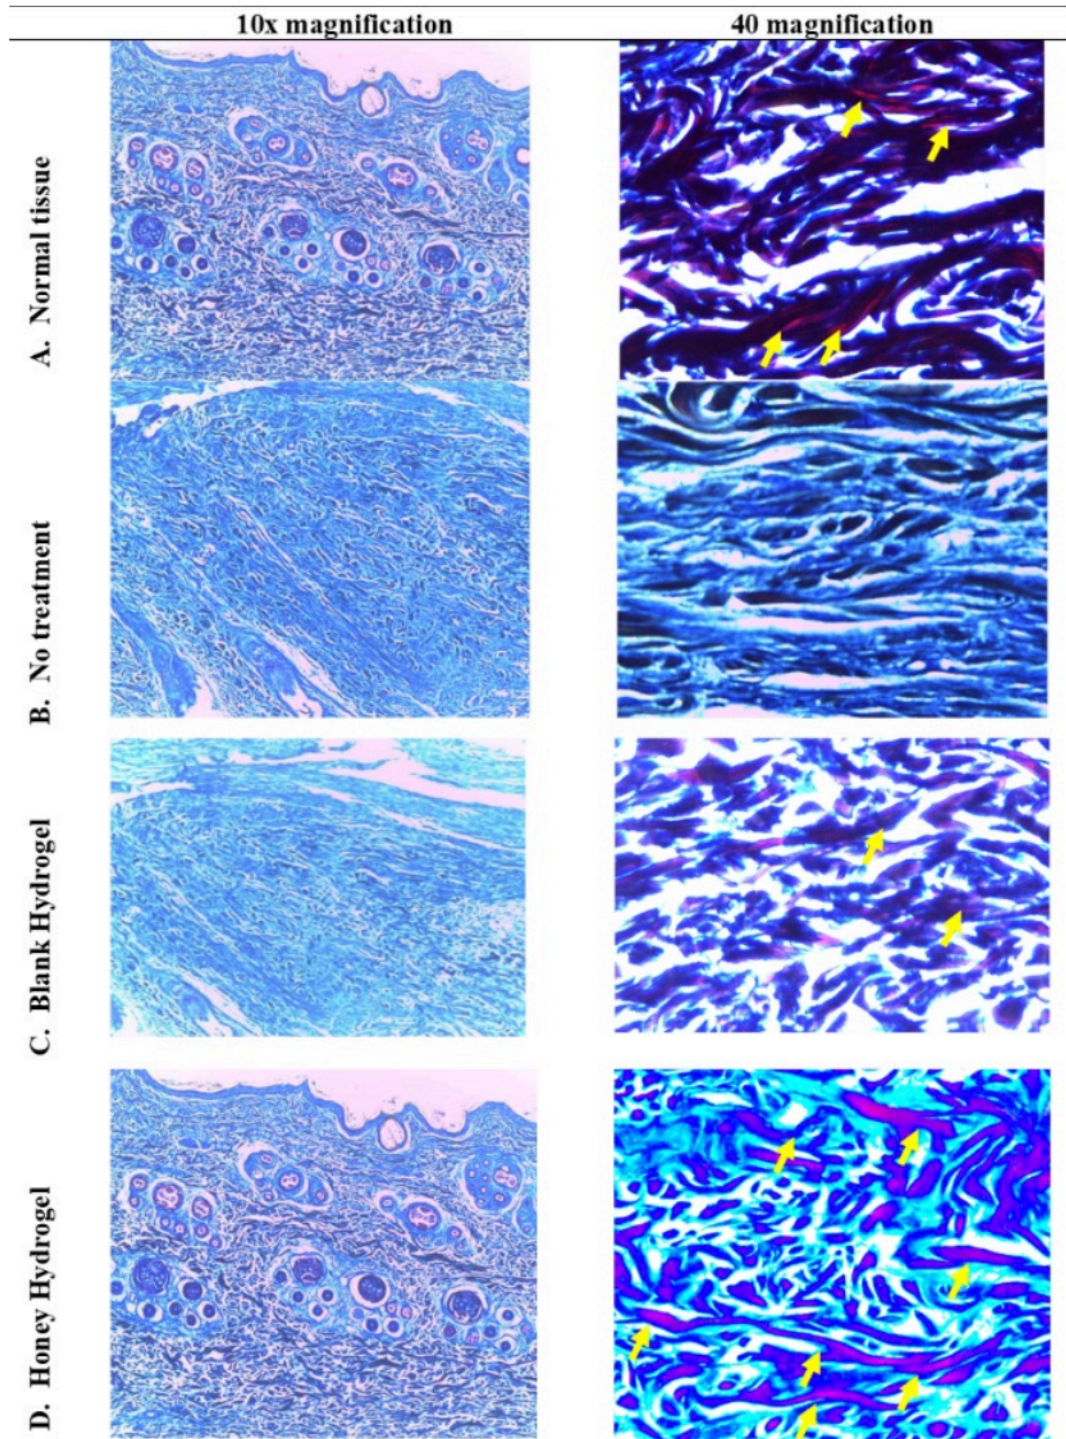 10x magnification
40 magnification
A. Normal tissue
B. No treatment
C. Blank Hydrogel
D. Honey Hydrogel